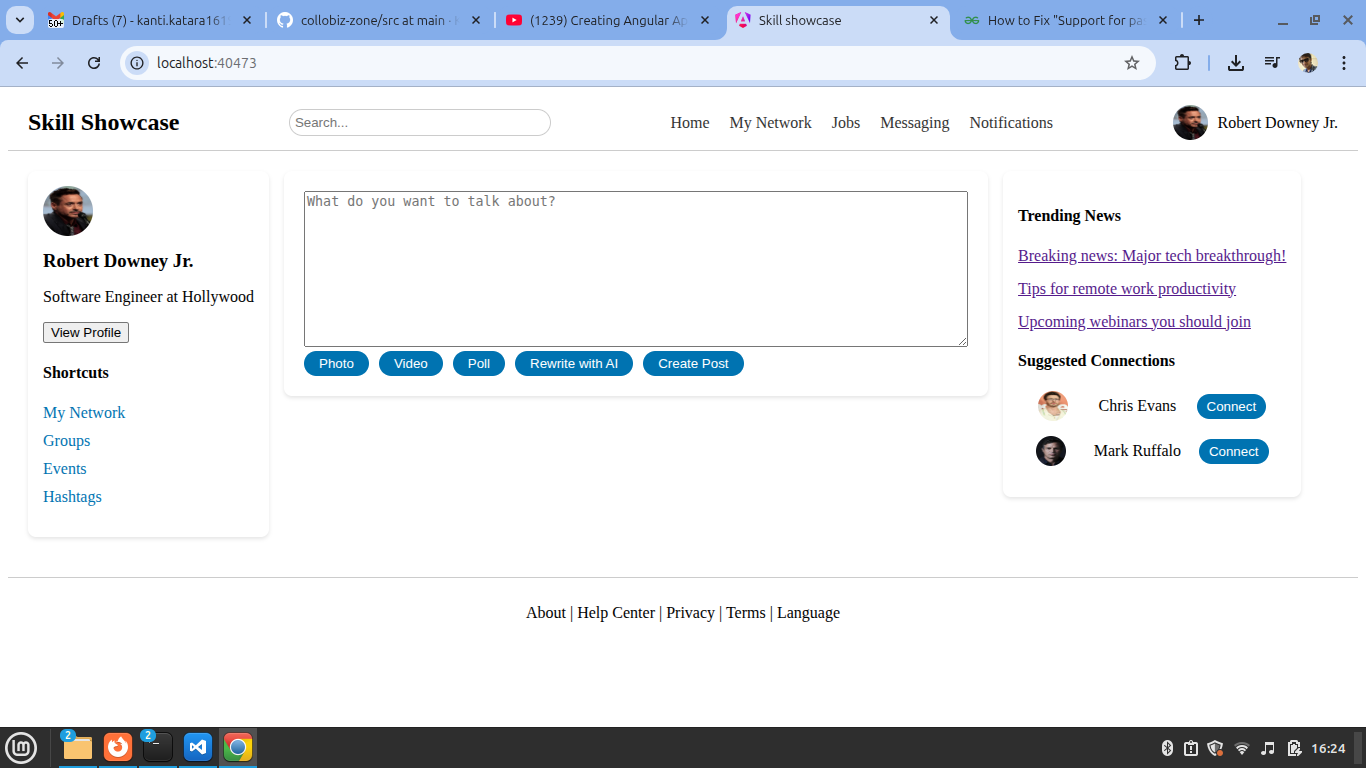 50+ Drafts (7) - kanti.katara161
collobiz-zone/src at main ·
(1239) Creating Angular Ap
Skill showcase
How to Fix "Support for pa
localhost:40473
Skill Showcase
Search...
Home My Network Jobs Messaging Notifications
Robert Downey Jr.
Robert Downey Jr.
Software Engineer at Hollywood
View Profile
Shortcuts
My Network
Groups
Events
Hashtags
What do you want to talk about?
Photo Video Poll Rewrite with AI Create Post
Trending News
Breaking news: Major tech breakthrough!
Tips for remote work productivity
Upcoming webinars you should join
Suggested Connections
Chris Evans Connect
Mark Ruffalo Connect
About | Help Center | Privacy | Terms | Language
2 2 16:24